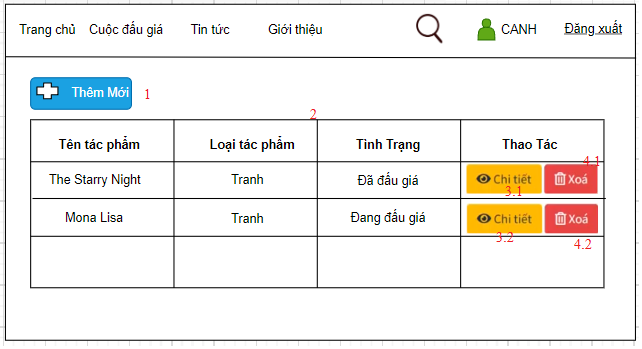 Trang chủ Cuộc đấu giá Tin tức Giới thiệu CANH Đăng xuất
Thêm Mới 1
2
Tên tác phẩm Loại tác phẩm Tình Trạng Thao Tác
4.1
The Starry Night Tranh Đã đấu giá Chi tiết Xoá
3.1
Mona Lisa Tranh Đang đấu giá Chi tiết Xoá
3.2
4.2